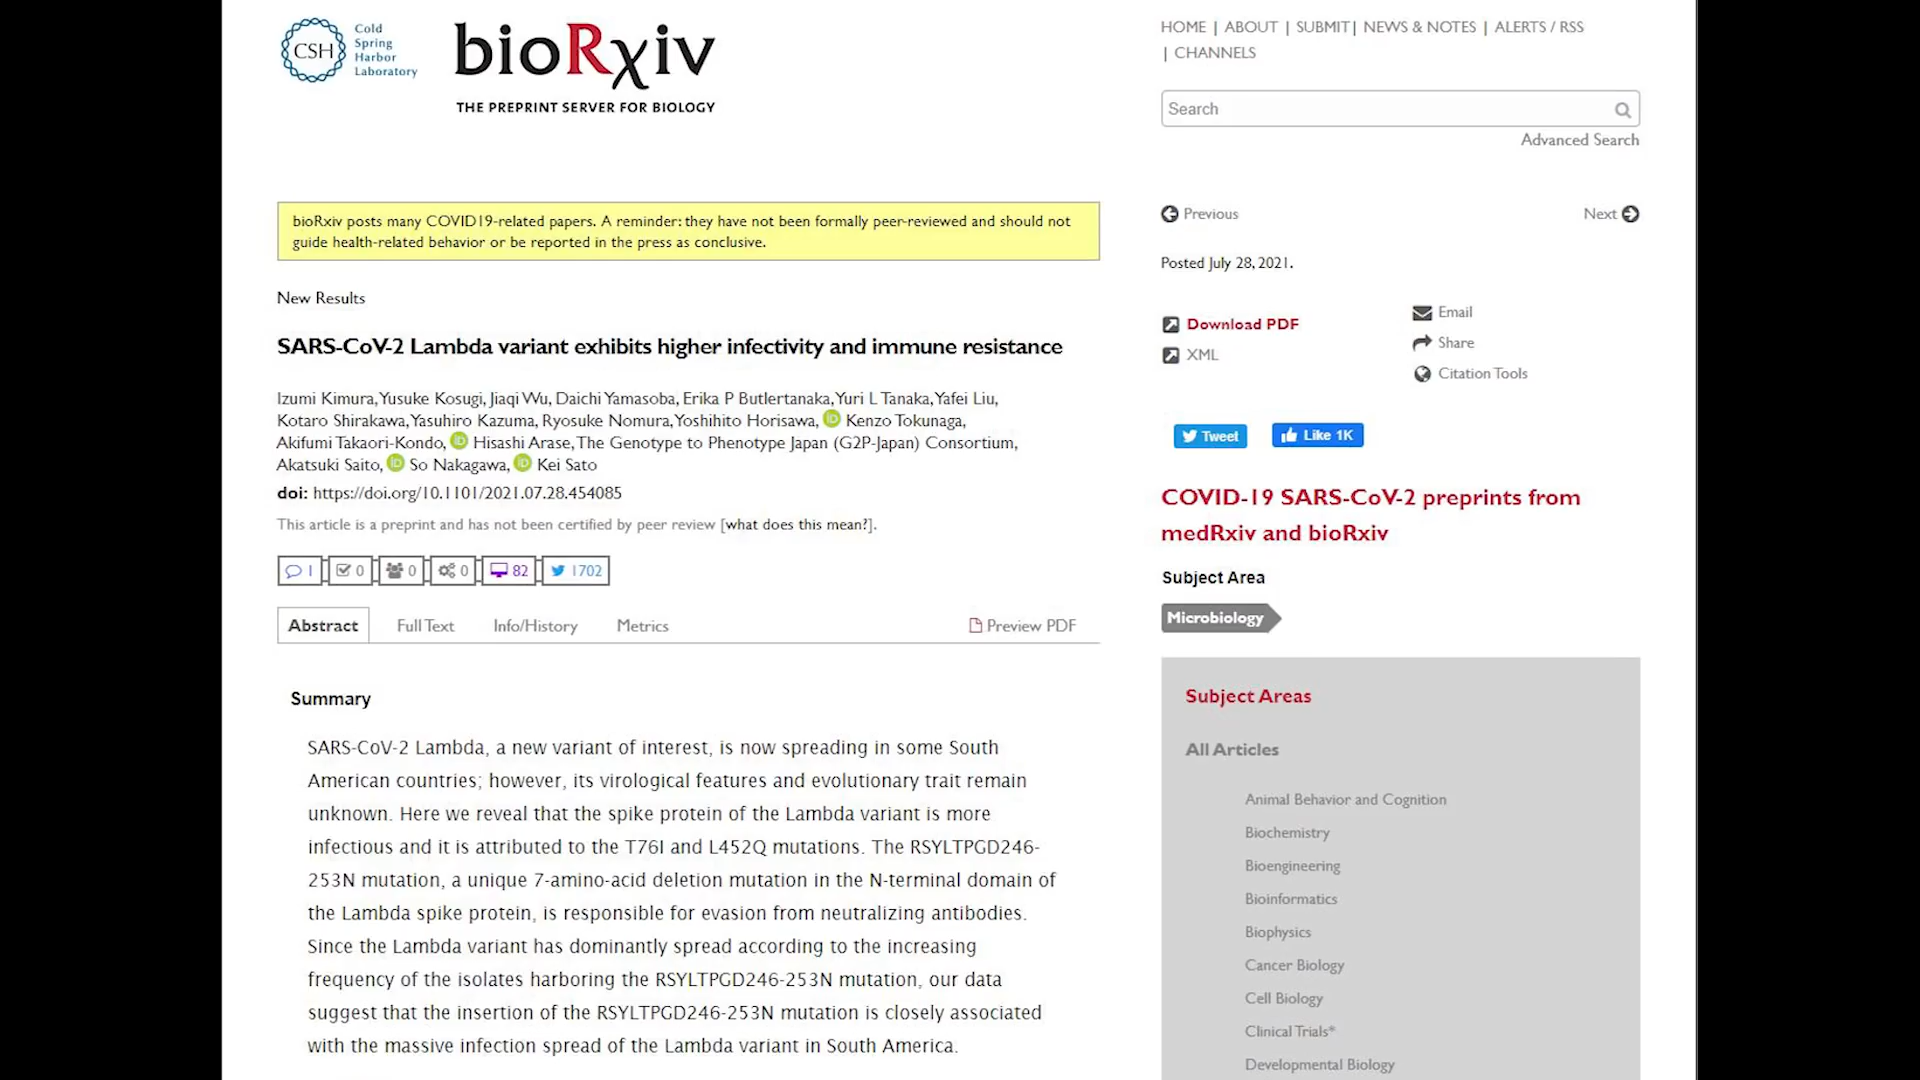 CSH Cold
Spring
Harbor
Laboratory
bioRxiv
THE PREPRINT SERVER FOR BIOLOGY
HOME | ABOUT | SUBMIT | NEWS & NOTES | ALERTS / RSS
| CHANNELS
Search
Advanced Search
bioRxiv posts many COVID19-related papers. A reminder: they have not been formally peer-reviewed and should not
guide health-related behavior or be reported in the press as conclusive.
New Results
SARS-CoV-2 Lambda variant exhibits higher infectivity and immune resistance
Izumi Kimura, Yusuke Kosugi, Jiaqi Wu, Daichi Yamasoba, Erika P Butlertanaka, Yuri L Tanaka, Yafei Liu,
Kotaro Shirakawa, Yasuhiro Kazuma, Ryosuke Nomura, Yoshihito Horisawa, iD Kenzo Tokunaga,
Akifumi Takaori-Kondo, iD Hisashi Arase, The Genotype to Phenotype Japan (G2P-Japan) Consortium,
Akatsuki Saito, iD So Nakagawa, iD Kei Sato
doi: https://doi.org/10.1101/2021.07.28.454085
This article is a preprint and has not been certified by peer review [what does this mean?].
1 0 0 0 82 1702
Abstract Full Text Info/History Metrics Preview PDF
Summary
SARS-CoV-2 Lambda, a new variant of interest, is now spreading in some South
American countries; however, its virological features and evolutionary trait remain
unknown. Here we reveal that the spike protein of the Lambda variant is more
infectious and it is attributed to the T76I and L452Q mutations. The RSYLTPGD246-
253N mutation, a unique 7-amino-acid deletion mutation in the N-terminal domain of
the Lambda spike protein, is responsible for evasion from neutralizing antibodies.
Since the Lambda variant has dominantly spread according to the increasing
frequency of the isolates harboring the RSYLTPGD246-253N mutation, our data
suggest that the insertion of the RSYLTPGD246-253N mutation is closely associated
with the massive infection spread of the Lambda variant in South America.
Previous Next
Posted July 28, 2021.
Download PDF
XML
Email
Share
Citation Tools
Tweet Like 1K
COVID-19 SARS-CoV-2 preprints from
medRxiv and bioRxiv
Subject Area
Microbiology
Subject Areas
All Articles
Animal Behavior and Cognition
Biochemistry
Bioengineering
Bioinformatics
Biophysics
Cancer Biology
Cell Biology
Clinical Trials*
Developmental Biology